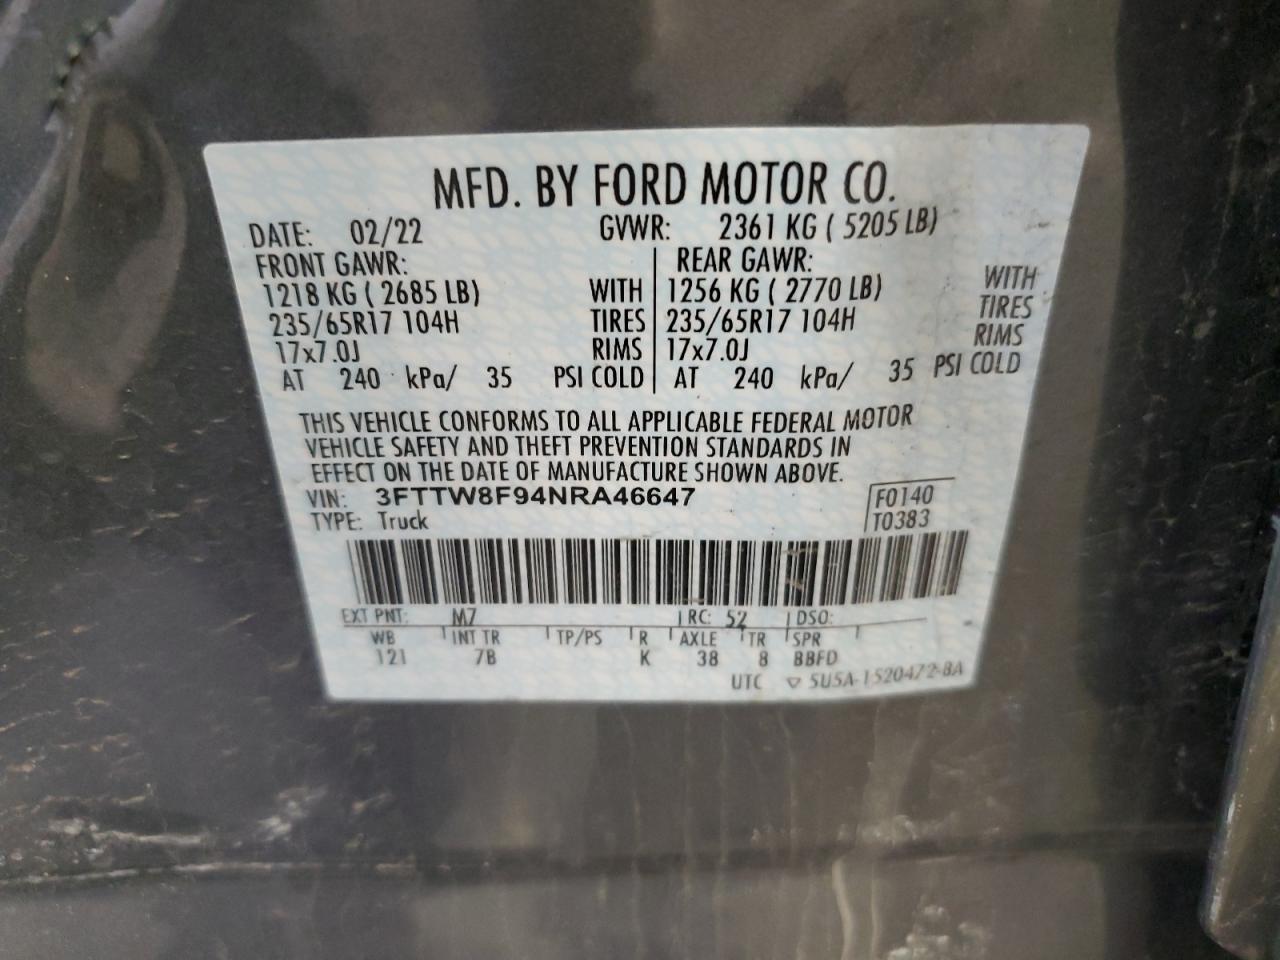 MFD. BY FORD MOTOR CO.
DATE: 02/22 GVWR: 2361 KG ( 5205 LB)
FRONT GAWR: REAR GAWR:
1218 KG ( 2685 LB) WITH 1256 KG ( 2770 LB) WITH
235/65R17 104H TIRES 235/65R17 104H TIRES
17x7.0J RIMS 17x7.0J RIMS
AT 240 kPa/ 35 PSI COLD AT 240 kPa/ 35 PSI COLD
THIS VEHICLE CONFORMS TO ALL APPLICABLE FEDERAL MOTOR
VEHICLE SAFETY AND THEFT PREVENTION STANDARDS IN
EFFECT ON THE DATE OF MANUFACTURE SHOWN ABOVE.
VIN: 3FTTW8F94NRA46647 F0140
TYPE: Truck T0383
EXT PNT: M7 RC: 52 DSO:
WB INT TR TP/PS R AXLE TR SPR
121 7B K 38 8 BBFD
UTC ▽ 5U5A-1520472-BA